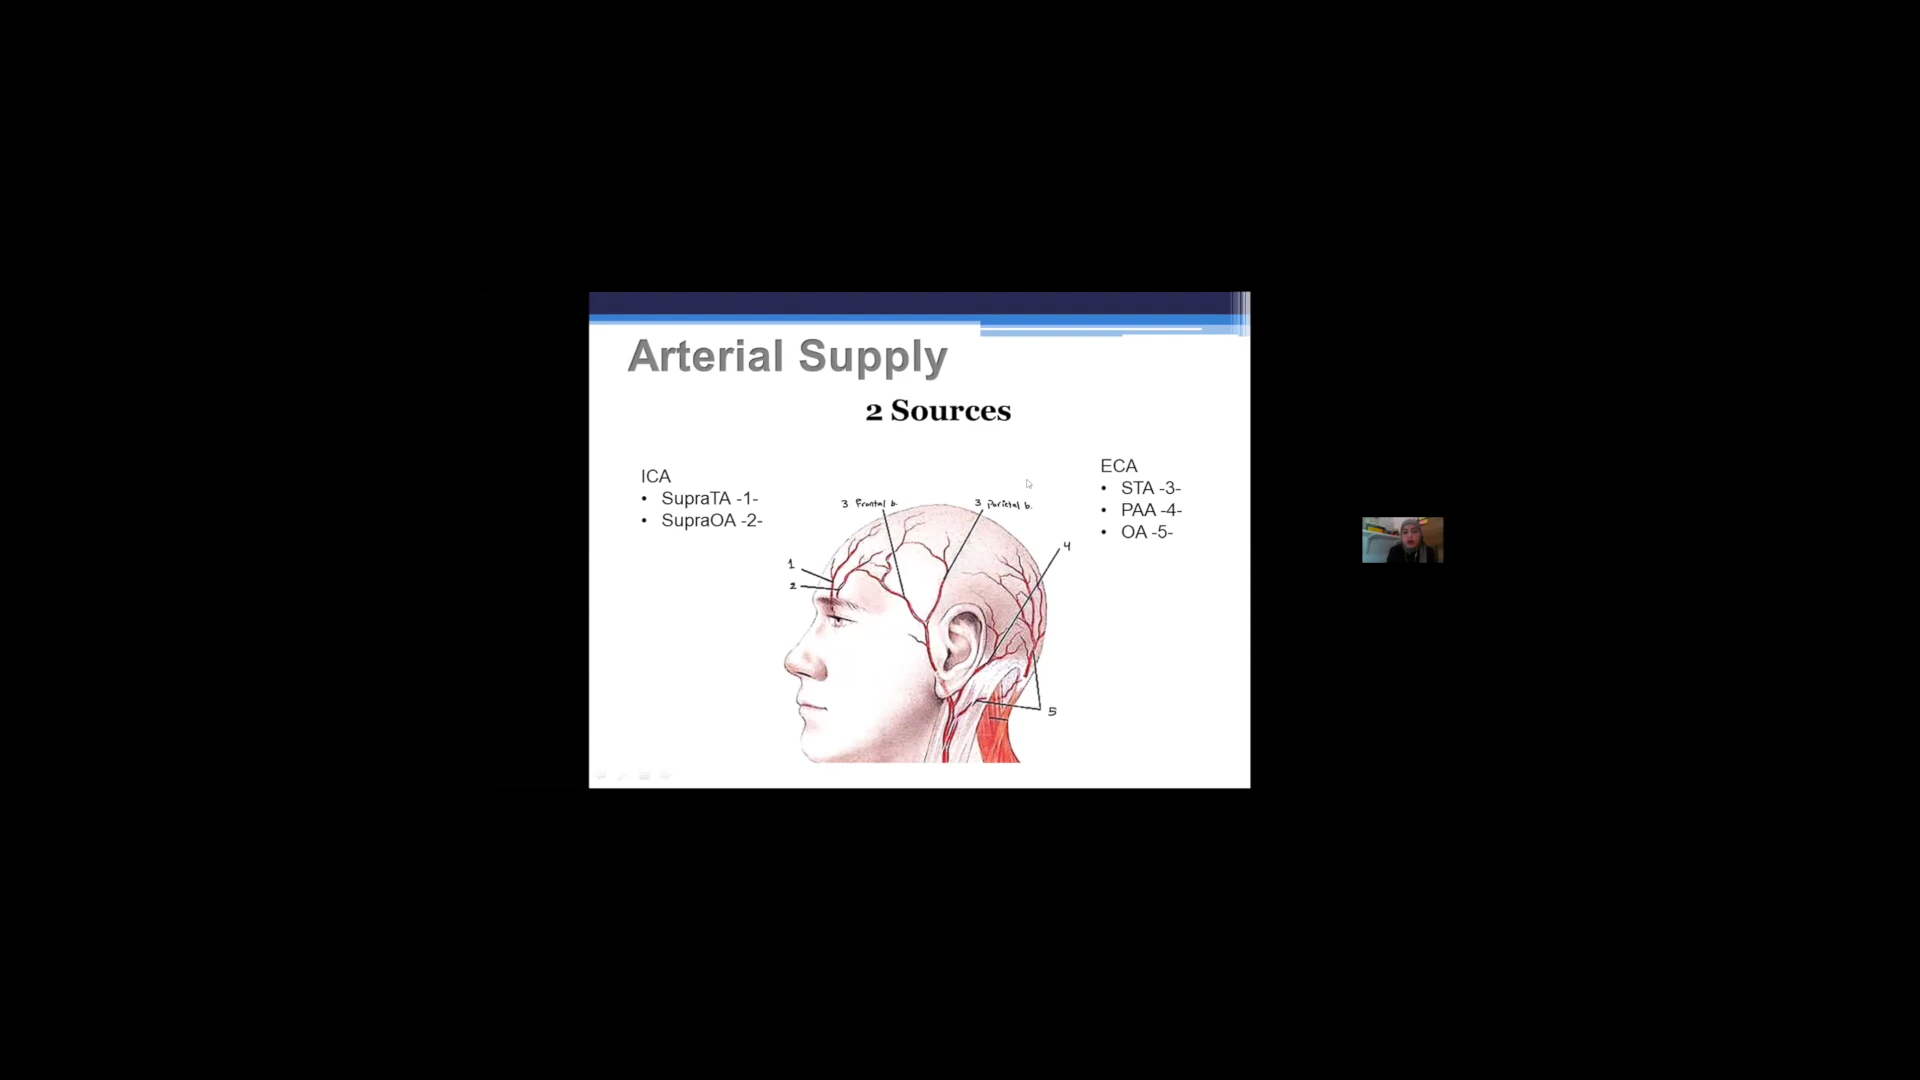 Arterial Supply
2 Sources
ICA
• SupraTA -1-
• SupraOA -2-
ECA
• STA -3-
• PAA -4-
• OA -5-
3 Frontal b.
3 Parietal b.
4
1
2
5